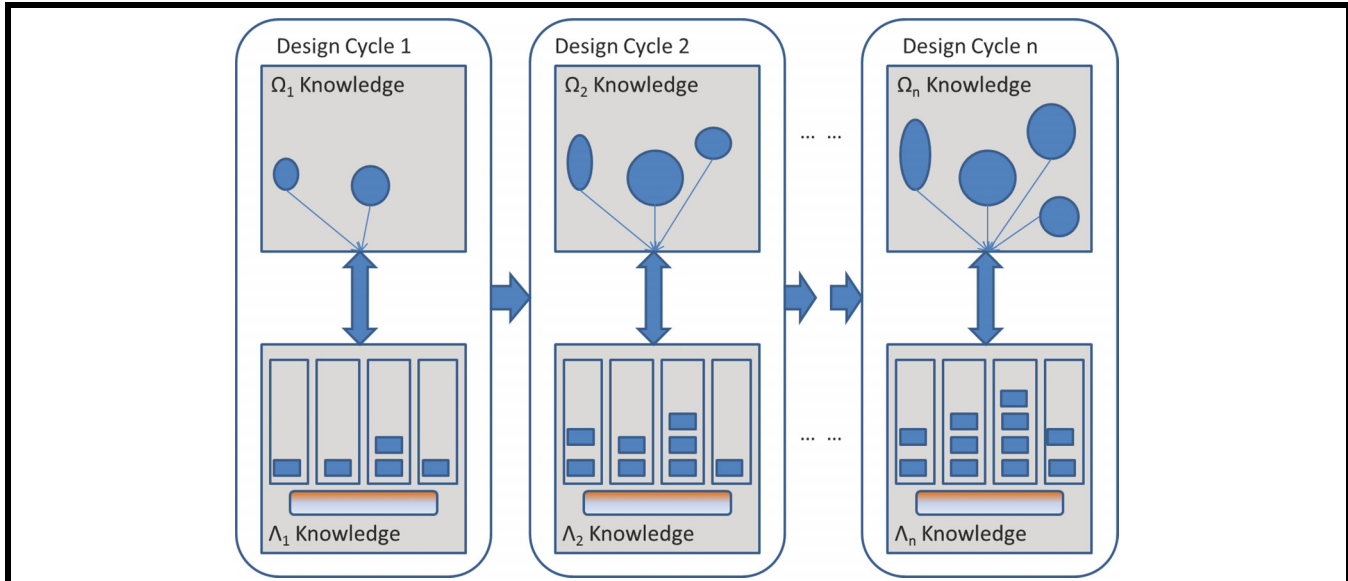 Design Cycle 1
Ω₁ Knowledge
Λ₁ Knowledge
Design Cycle 2
Ω₂ Knowledge
Λ₂ Knowledge
... ...
... ...
Design Cycle n
Ωₙ Knowledge
Λₙ Knowledge